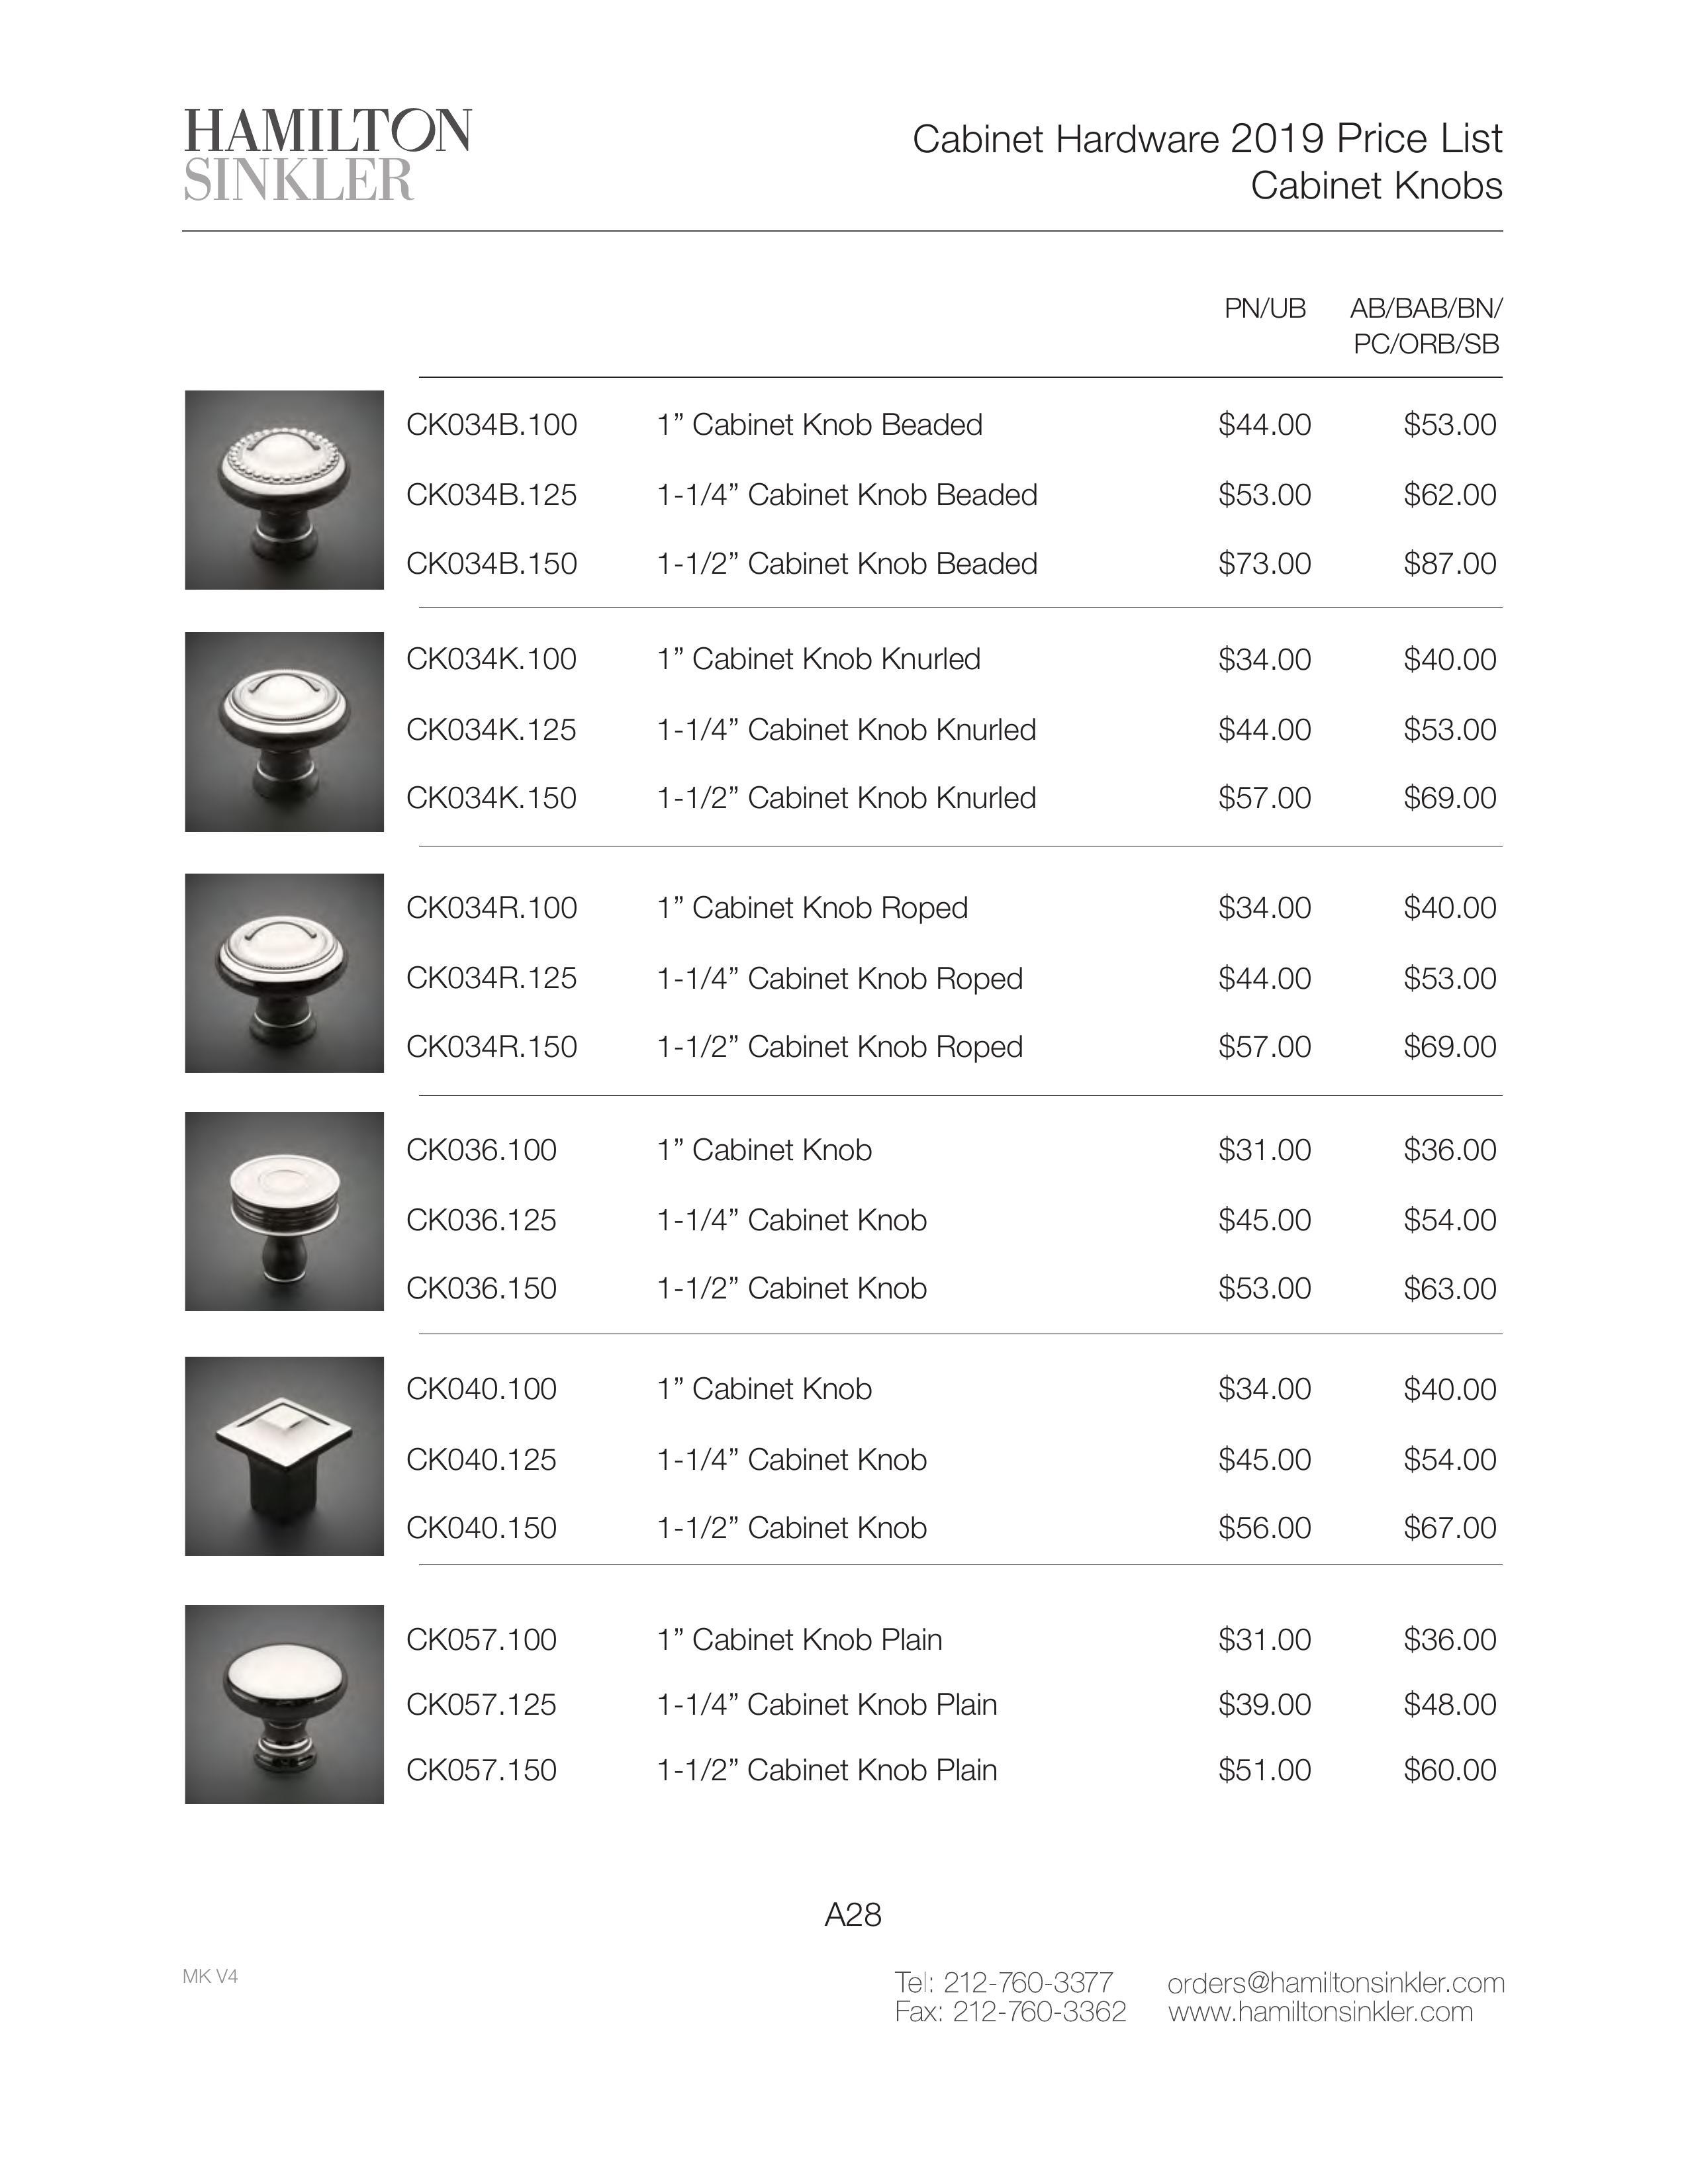 HAMILTON
SINKLER
Cabinet Hardware 2019 Price List
Cabinet Knobs
PN/UB AB/BAB/BN/
PC/ORB/SB
CK034B.100 1” Cabinet Knob Beaded $44.00 $53.00
CK034B.125 1-1/4” Cabinet Knob Beaded $53.00 $62.00
CK034B.150 1-1/2” Cabinet Knob Beaded $73.00 $87.00
CK034K.100 1” Cabinet Knob Knurled $34.00 $40.00
CK034K.125 1-1/4” Cabinet Knob Knurled $44.00 $53.00
CK034K.150 1-1/2” Cabinet Knob Knurled $57.00 $69.00
CK034R.100 1” Cabinet Knob Roped $34.00 $40.00
CK034R.125 1-1/4” Cabinet Knob Roped $44.00 $53.00
CK034R.150 1-1/2” Cabinet Knob Roped $57.00 $69.00
CK036.100 1” Cabinet Knob $31.00 $36.00
CK036.125 1-1/4” Cabinet Knob $45.00 $54.00
CK036.150 1-1/2” Cabinet Knob $53.00 $63.00
CK040.100 1” Cabinet Knob $34.00 $40.00
CK040.125 1-1/4” Cabinet Knob $45.00 $54.00
CK040.150 1-1/2” Cabinet Knob $56.00 $67.00
CK057.100 1” Cabinet Knob Plain $31.00 $36.00
CK057.125 1-1/4” Cabinet Knob Plain $39.00 $48.00
CK057.150 1-1/2” Cabinet Knob Plain $51.00 $60.00
A28
MK V4
Tel: 212-760-3377 orders@hamiltonsinkler.com
Fax: 212-760-3362 www.hamiltonsinkler.com